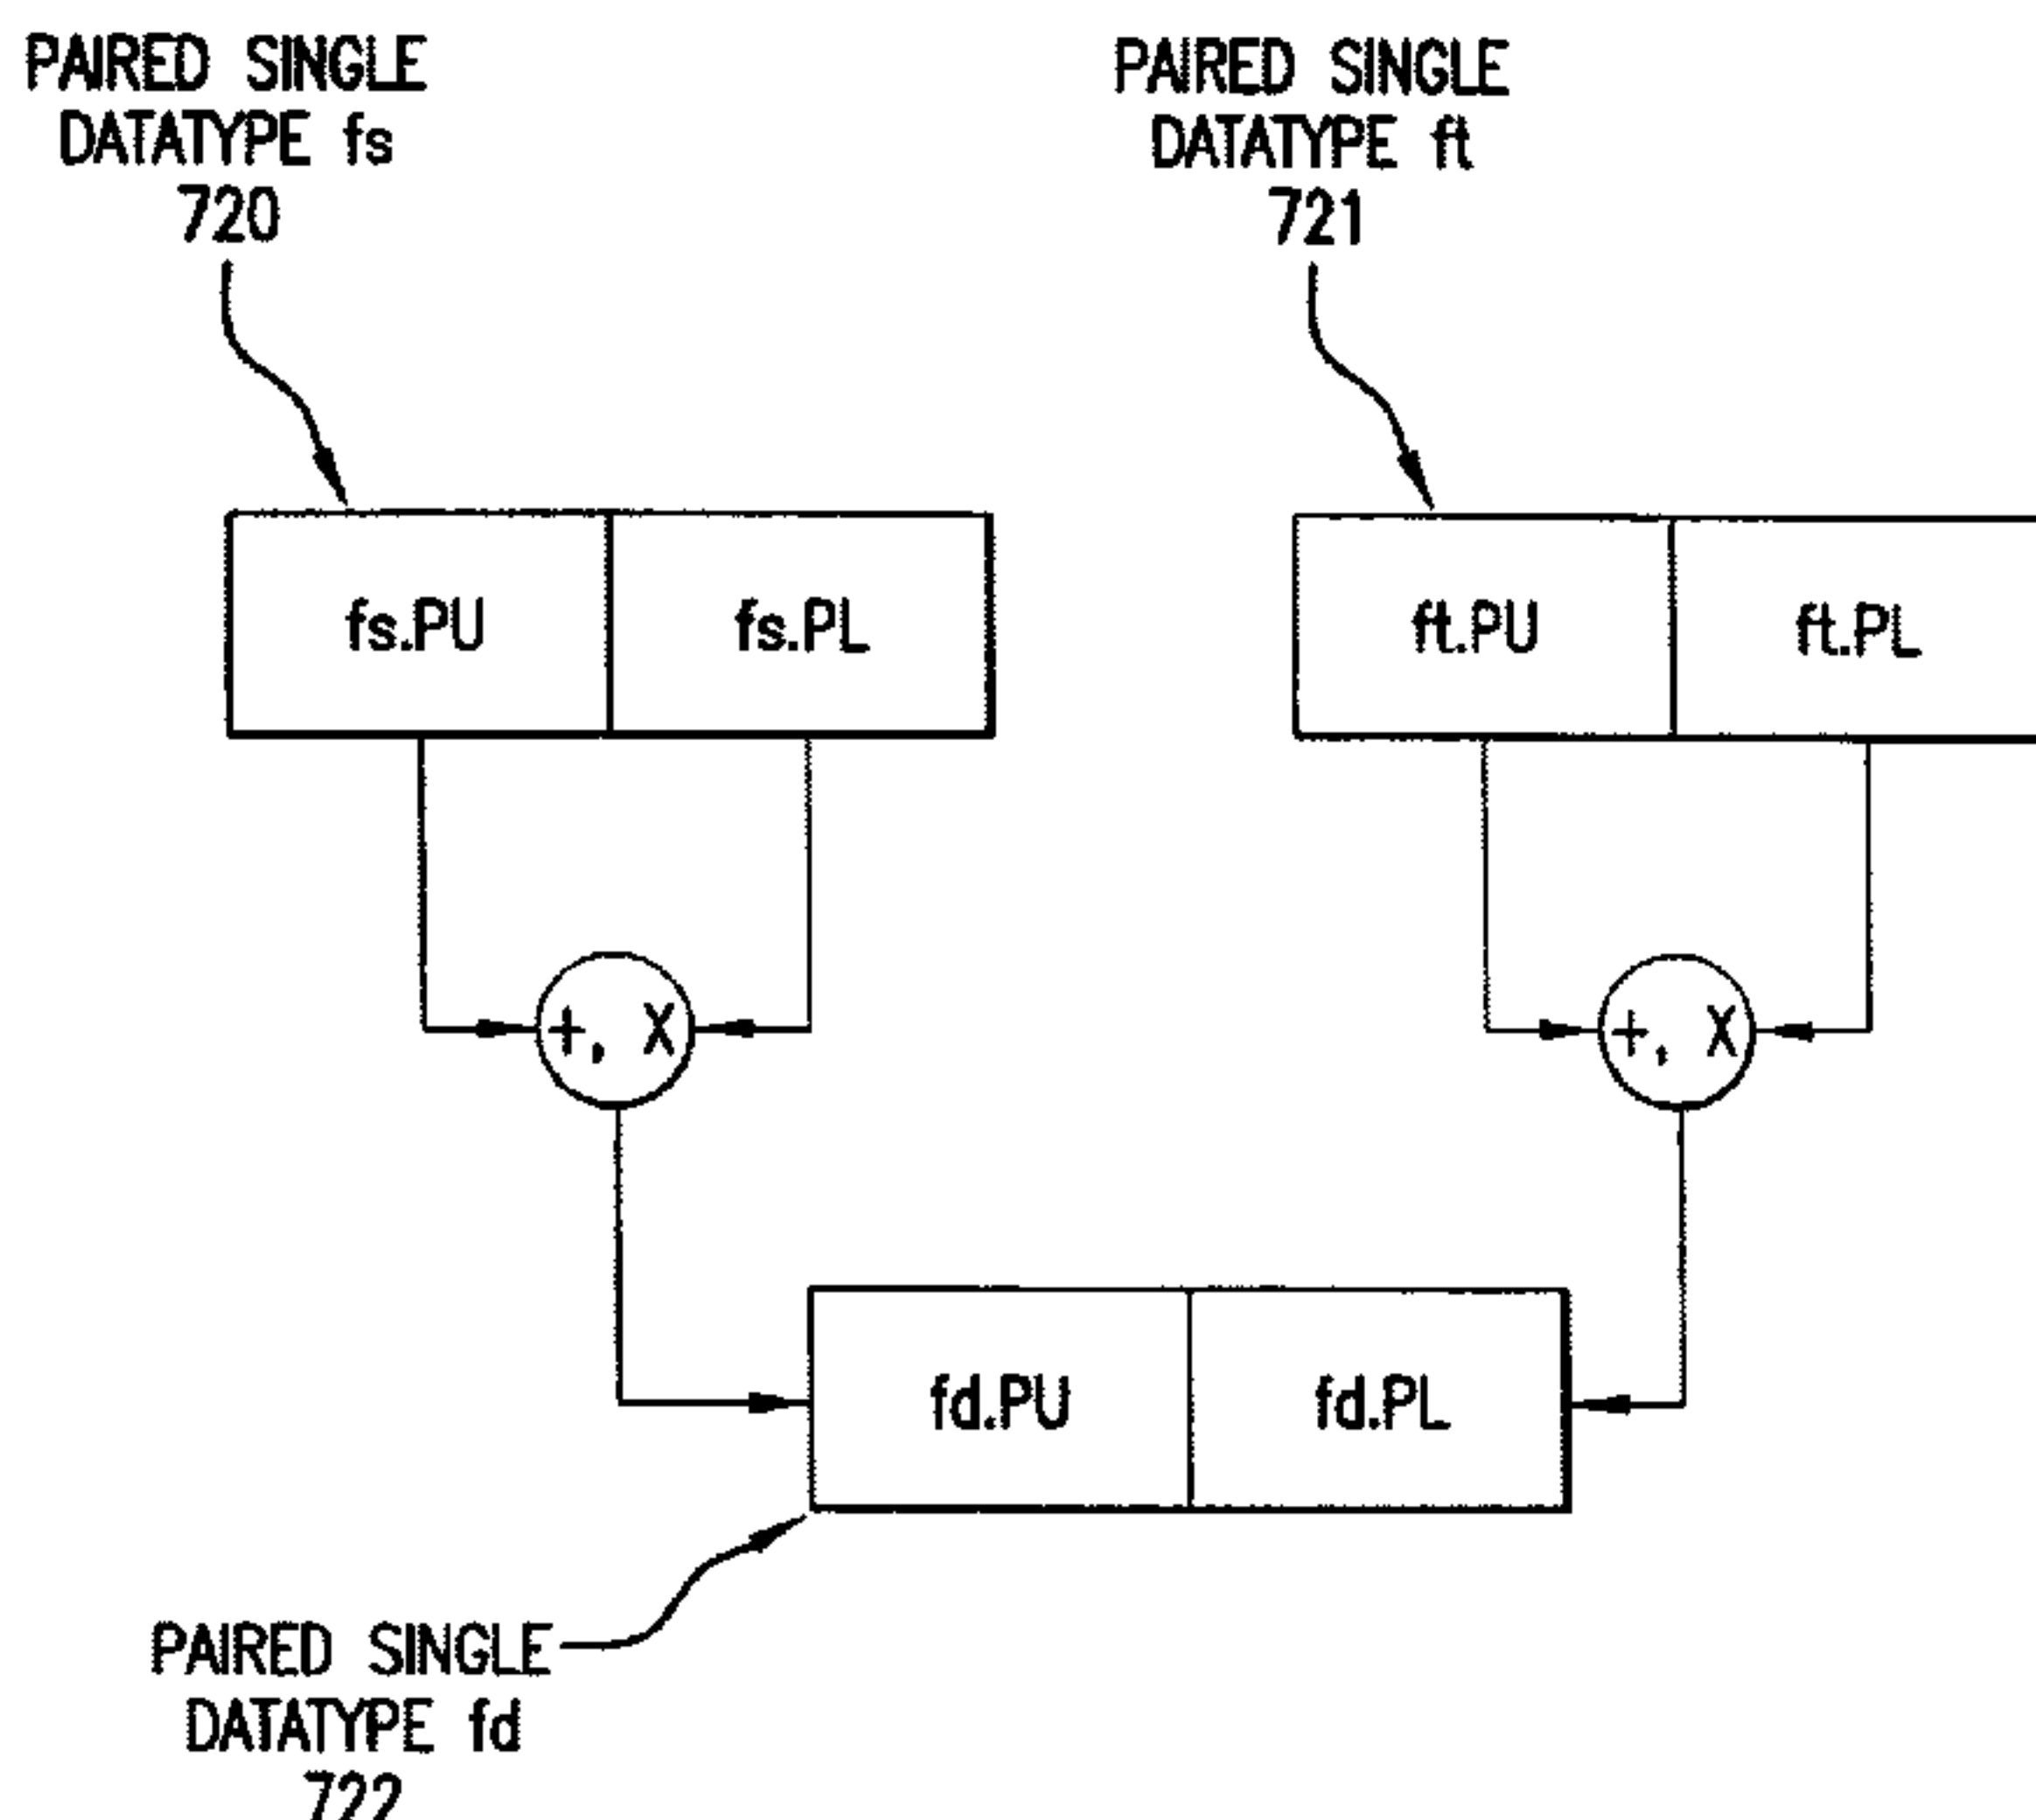 PAIRED SINGLE
DATATYPE fs
720
PAIRED SINGLE
DATATYPE ft
721
fs.PU
fs.PL
ft.PU
ft.PL
+, X
+, X
fd.PU
fd.PL
PAIRED SINGLE
DATATYPE fd
722